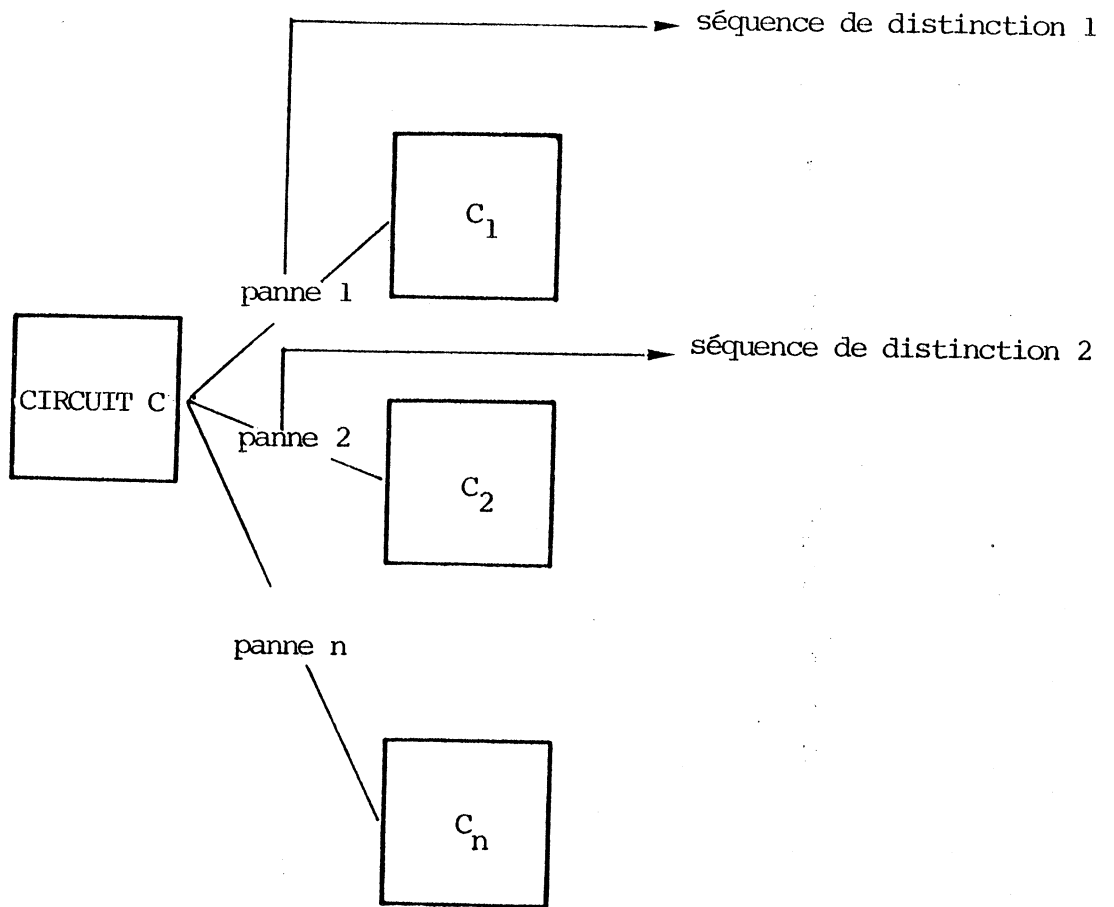 séquence de distinction 1
C1
panne 1
séquence de distinction 2
CIRCUIT C
panne 2
C2
panne n
Cn